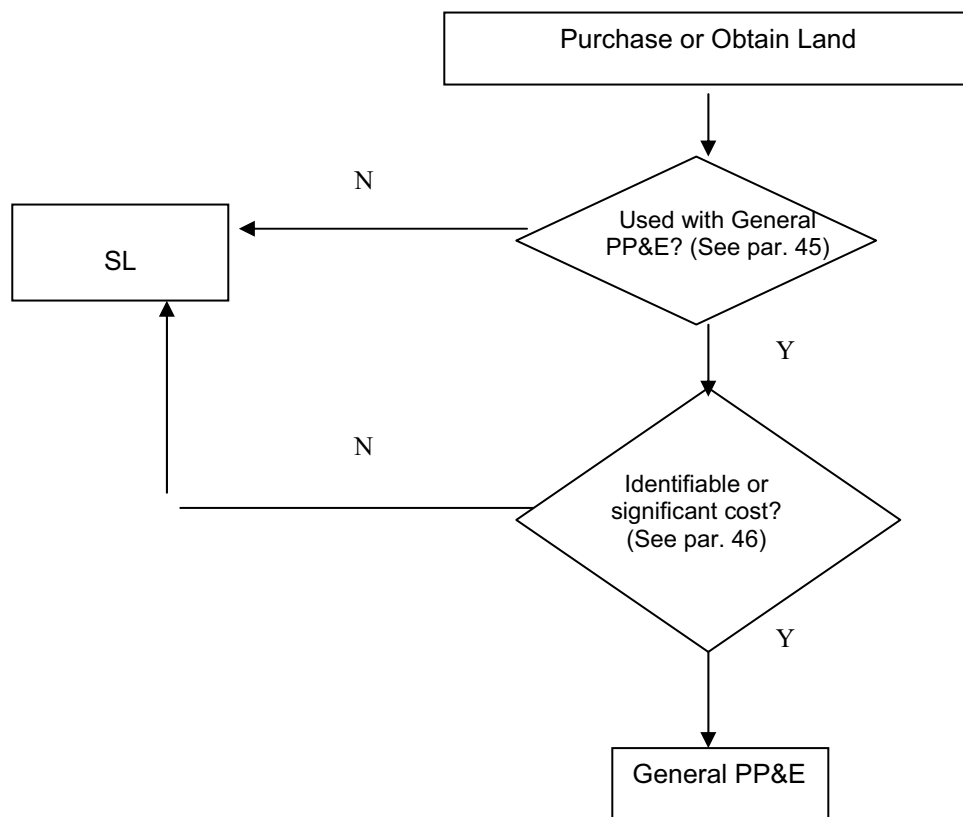 Purchase or Obtain Land
N
Used with General
PP&E? (See par. 45)
SL
Y
N
Identifiable or
significant cost?
(See par. 46)
Y
General PP&E